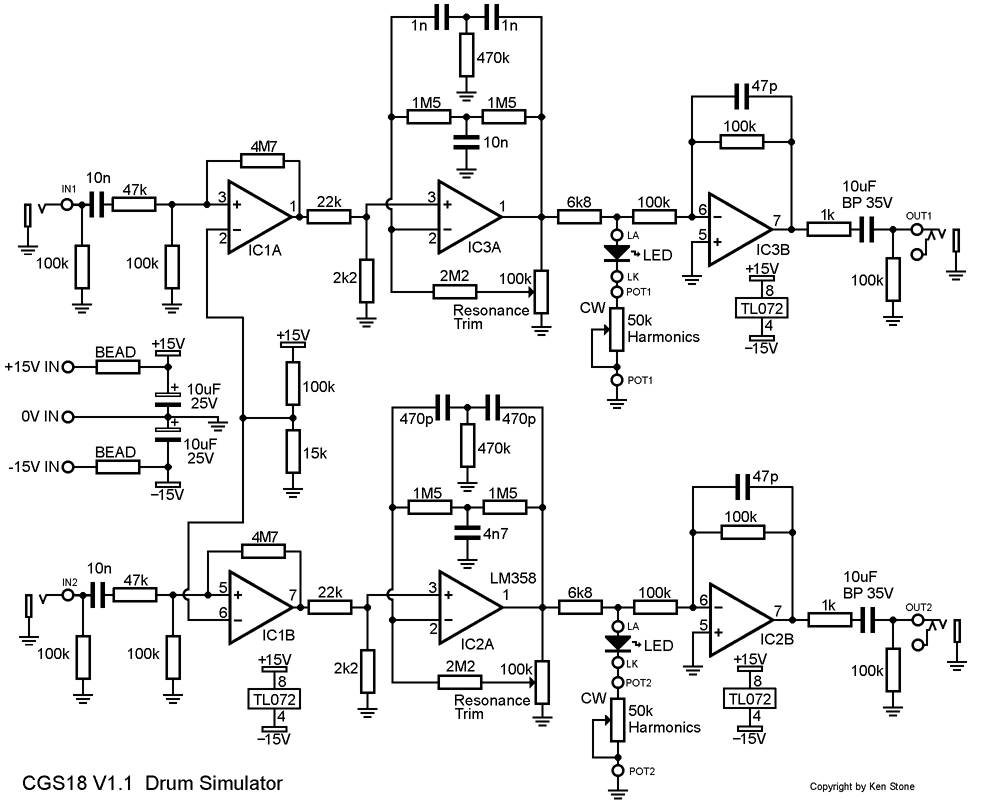 1n
1n
470k
1M5
1M5
10n
47p
100k
4M7
10n
47k
IN1
100k
100k
3
+
−
2
1
IC1A
22k
2k2
3
+
−
2
1
IC3A
2M2
100k
Resonance
Trim
6k8
100k
LA
LED
LK
POT1
CW
50k
Harmonics
POT1
6
−
5
+
7
IC3B
+15V
8
TL072
4
−15V
1k
10uF
BP 35V
OUT1
100k
+15V IN
BEAD
+15V
+
10uF
25V
0V IN
+
10uF
25V
-15V IN
BEAD
−15V
+15V
100k
15k
470p
470p
470k
1M5
1M5
4n7
47p
100k
4M7
10n
47k
IN2
100k
100k
5
+
6
−
7
IC1B
+15V
8
TL072
4
−15V
22k
2k2
3
+
−
2
LM358
1
IC2A
2M2
100k
Resonance
Trim
6k8
100k
LA
LED
LK
POT2
CW
50k
Harmonics
POT2
6
−
5
+
7
IC2B
+15V
8
TL072
4
−15V
1k
10uF
BP 35V
OUT2
100k
CGS18 V1.1 Drum Simulator
Copyright by Ken Stone